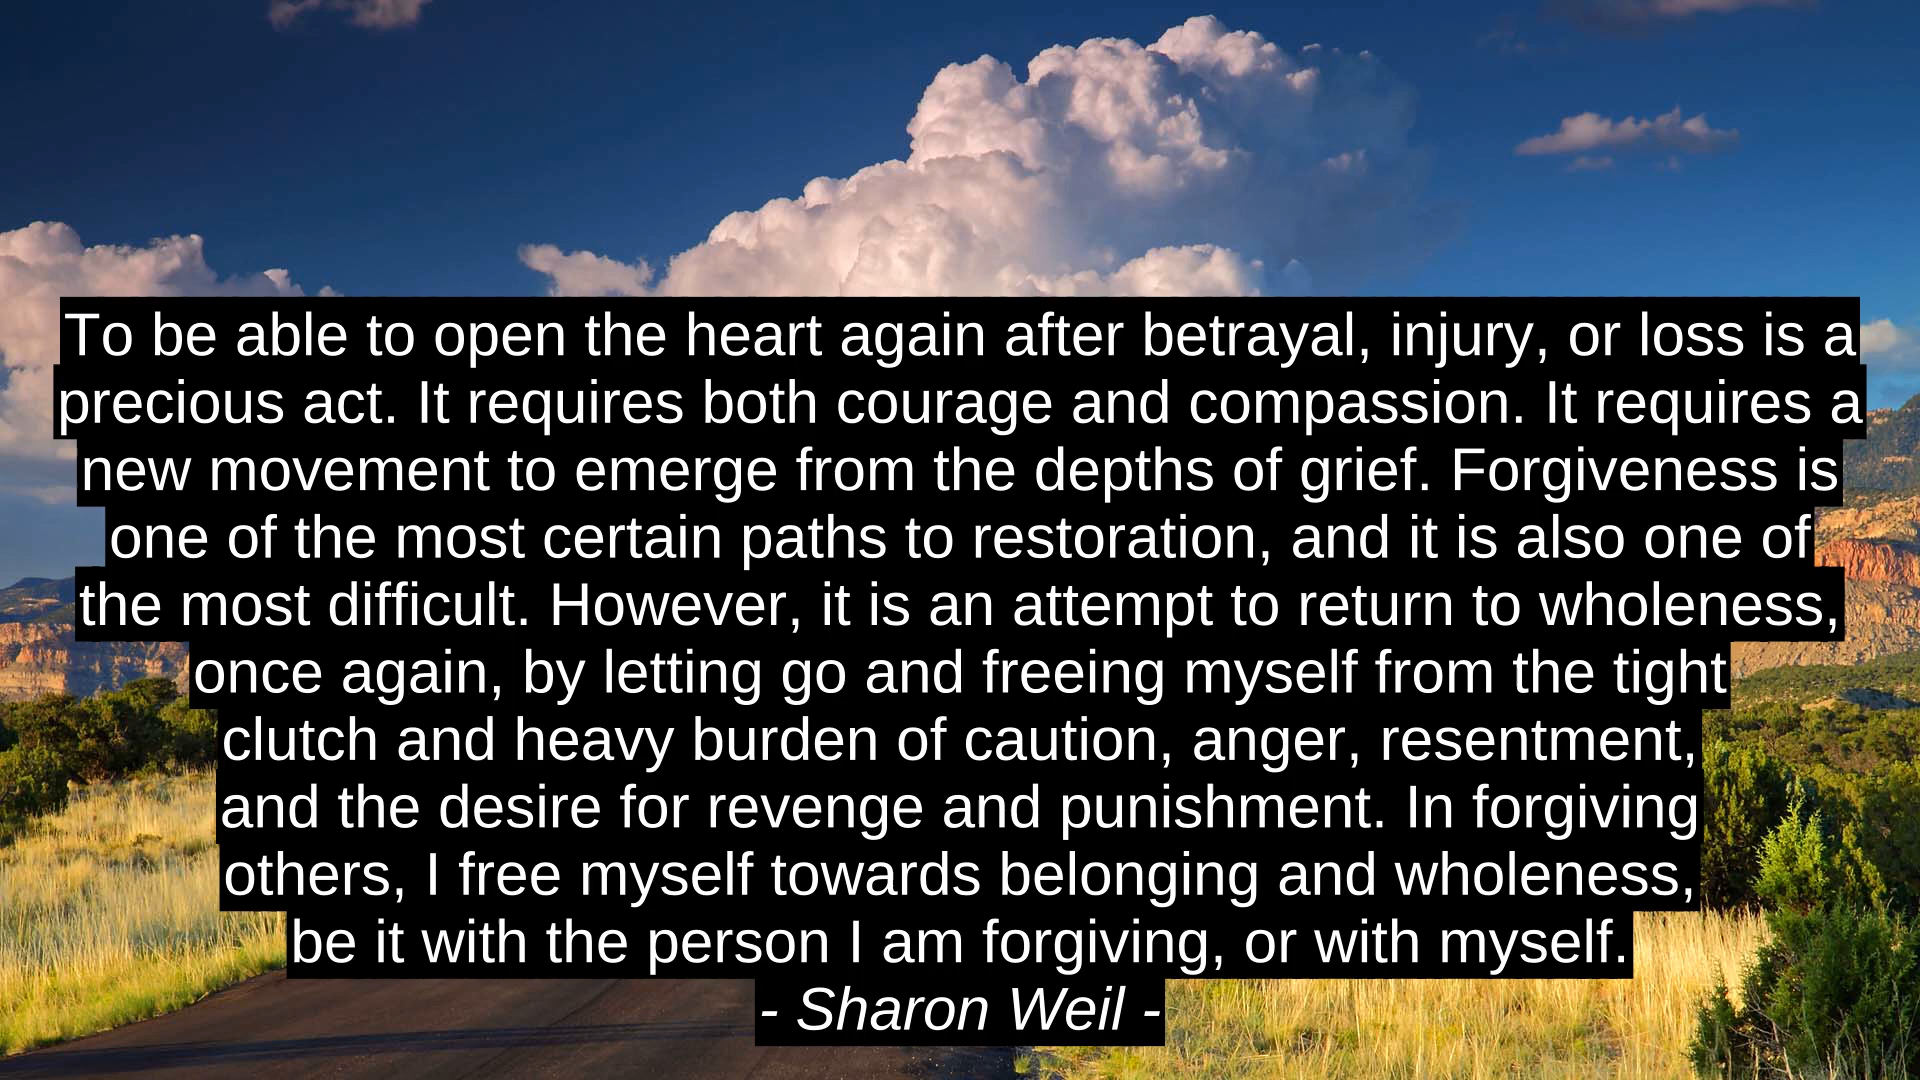 To be able to open the heart again after betrayal, injury, or loss is a
precious act. It requires both courage and compassion. It requires a
new movement to emerge from the depths of grief. Forgiveness is
one of the most certain paths to restoration, and it is also one of
the most difficult. However, it is an attempt to return to wholeness,
once again, by letting go and freeing myself from the tight
clutch and heavy burden of caution, anger, resentment,
and the desire for revenge and punishment. In forgiving
others, I free myself towards belonging and wholeness,
be it with the person I am forgiving, or with myself.
- Sharon Weil -